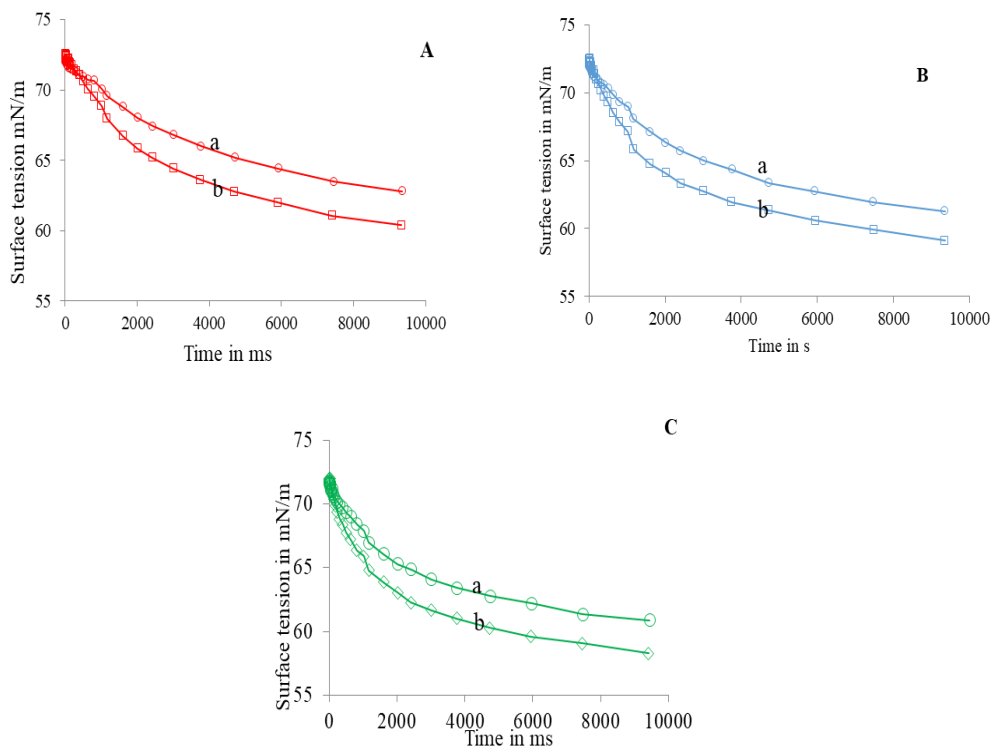 A
Surface tension mN/m
75
70
65
60
55
a
b
0
2000
4000
6000
8000
10000
Time in ms
B
Surface tension in mN/m
75
70
65
60
55
a
b
0
2000
4000
6000
8000
10000
Time in s
C
Surface tension in mN/m
75
70
65
60
55
a
b
0
2000
4000
6000
8000
10000
Time in ms